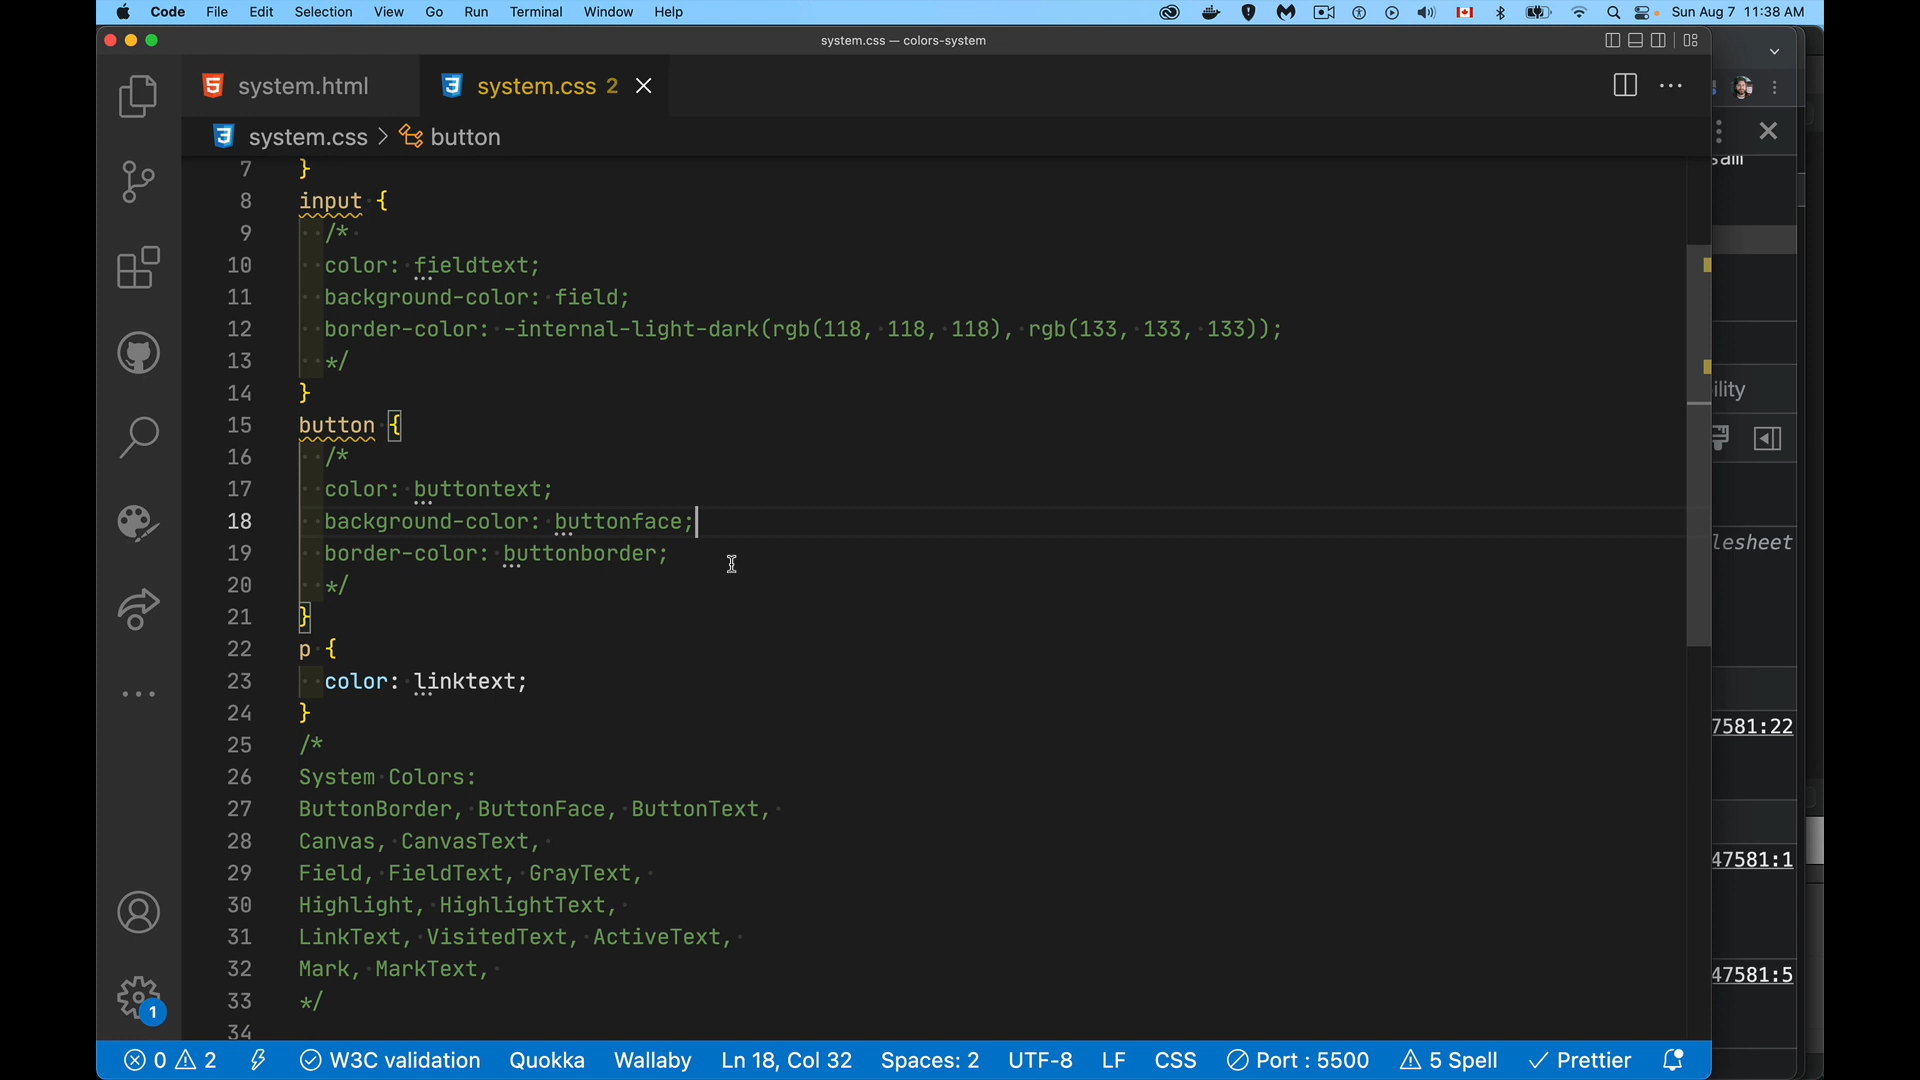 Code File Edit Selection View Go Run Terminal Window Help Sun Aug 7 11:38 AM
system.css — colors-system
system.html system.css 2
system.css > button
7 }
8 input {
9 /*
10 color: fieldtext;
11 background-color: field;
12 border-color: -internal-light-dark(rgb(118, 118, 118), rgb(133, 133, 133));
13 */
14 }
15 button {
16 /*
17 color: buttontext;
18 background-color: buttonface;
19 border-color: buttonborder;
20 */
21 }
22 p {
23 color: linktext;
24 }
25 /*
26 System Colors:
27 ButtonBorder, ButtonFace, ButtonText,
28 Canvas, CanvasText,
29 Field, FieldText, GrayText,
30 Highlight, HighlightText,
31 LinkText, VisitedText, ActiveText,
32 Mark, MarkText,
33 */
34
bility
lesheet
7581:22
47581:1
47581:5
1
0 2 W3C validation Quokka Wallaby Ln 18, Col 32 Spaces: 2 UTF-8 LF CSS Port : 5500 5 Spell Prettier